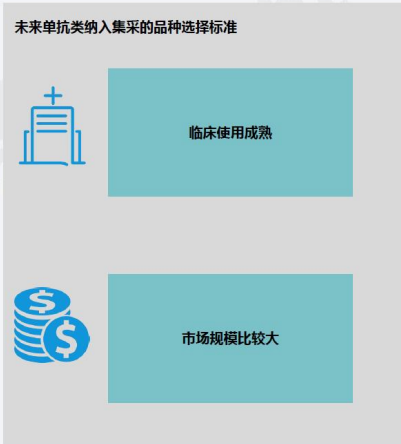 未来单抗类纳入集采的品种选择标准
临床使用成熟
市场规模比较大